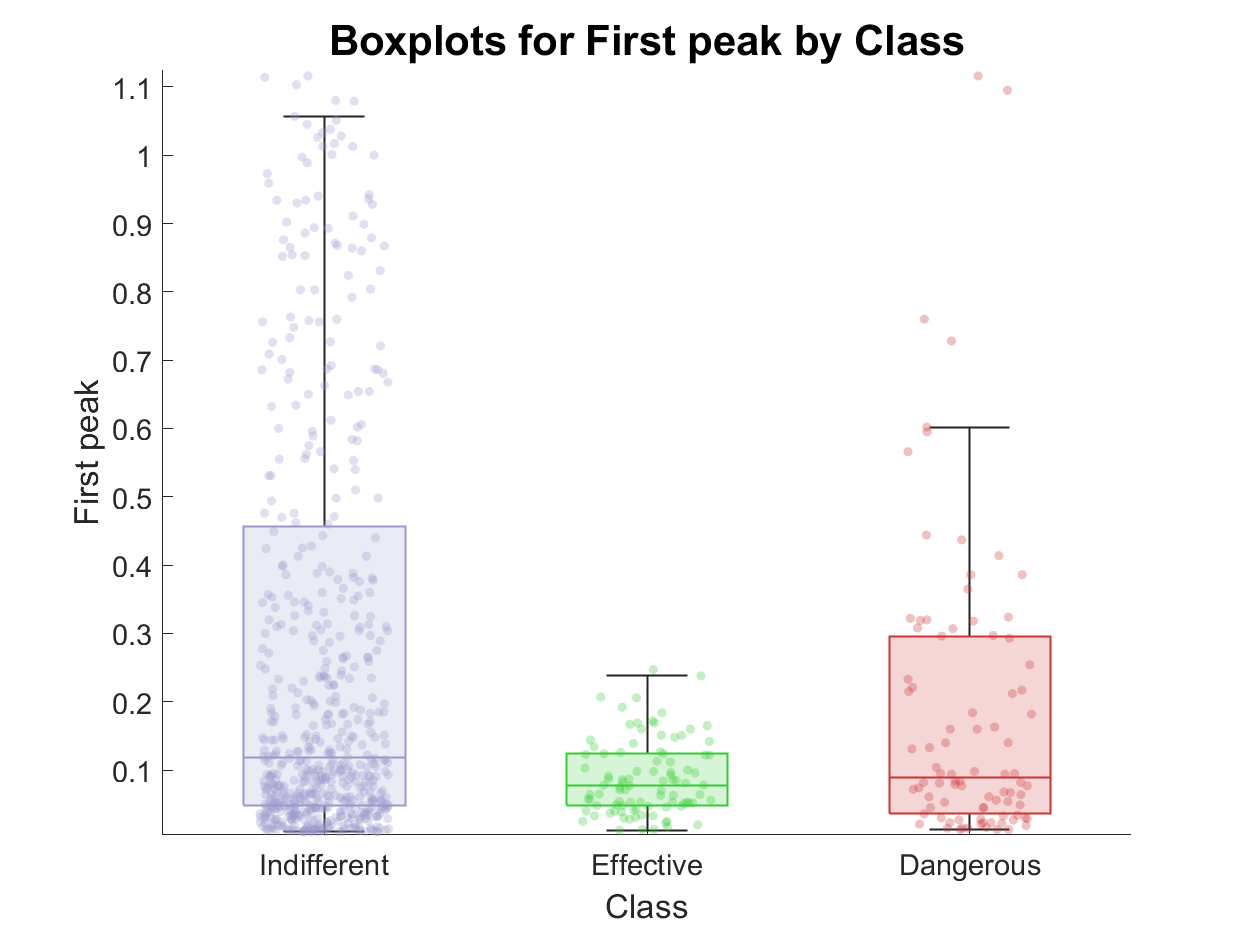 Boxplots for First peak by Class
1.1
1
0.9
0.8
0.7
0.6
0.5
0.4
0.3
0.2
0.1
First peak
Indifferent
Effective
Dangerous
Class